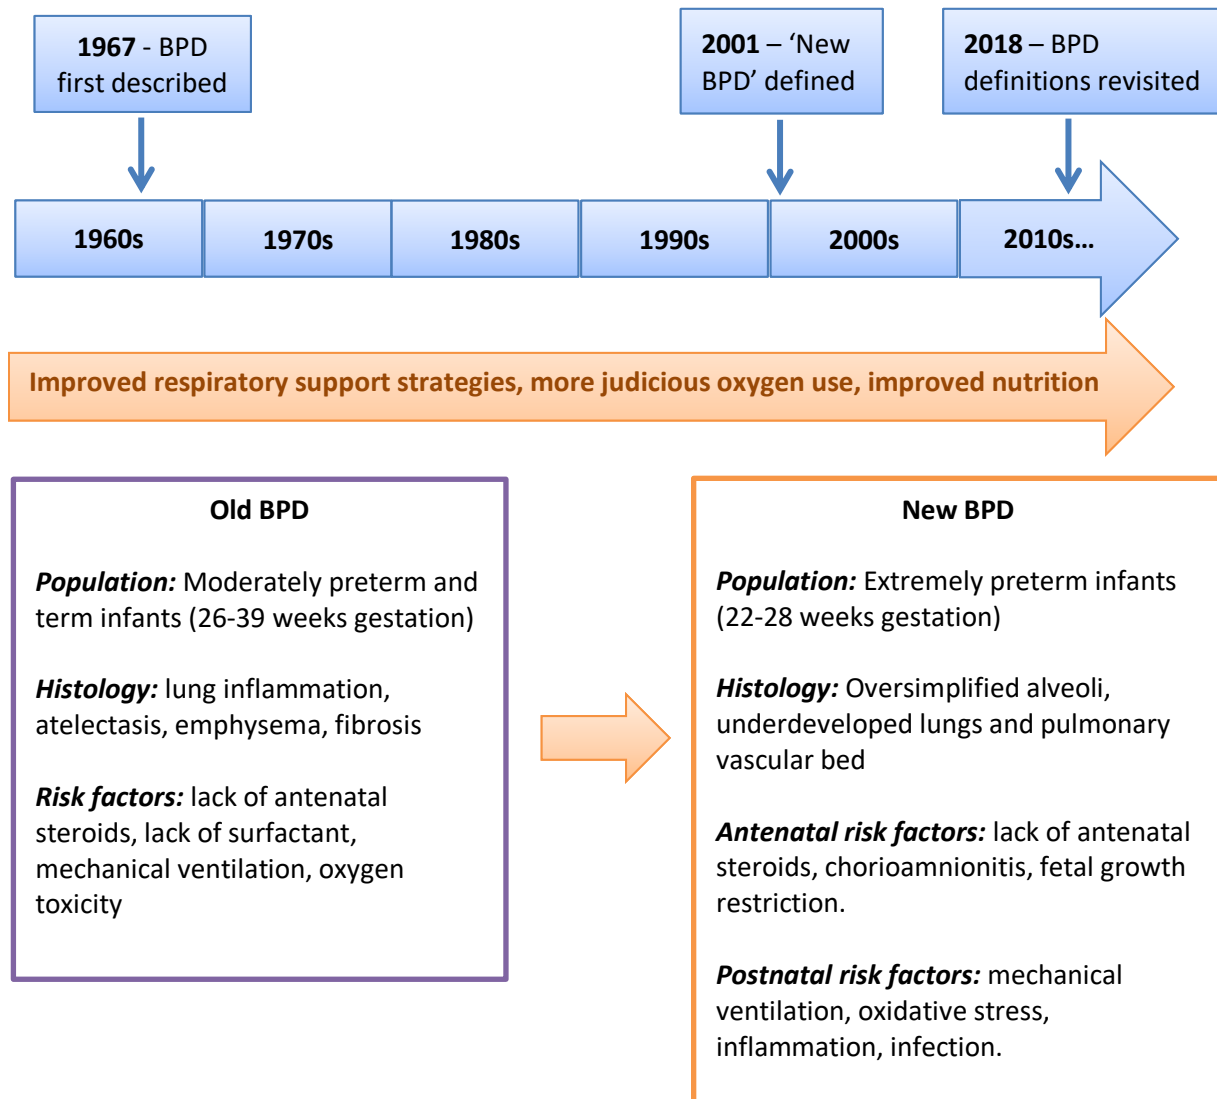 1967 - BPD
first described
2001 – ‘New
BPD’ defined
2018 – BPD
definitions revisited
1960s
1970s
1980s
1990s
2000s
2010s...
Improved respiratory support strategies, more judicious oxygen use, improved nutrition
Old BPD
Population: Moderately preterm and
term infants (26-39 weeks gestation)
Histology: lung inflammation,
atelectasis, emphysema, fibrosis
Risk factors: lack of antenatal
steroids, lack of surfactant,
mechanical ventilation, oxygen
toxicity
New BPD
Population: Extremely preterm infants
(22-28 weeks gestation)
Histology: Oversimplified alveoli,
underdeveloped lungs and pulmonary
vascular bed
Antenatal risk factors: lack of antenatal
steroids, chorioamnionitis, fetal growth
restriction.
Postnatal risk factors: mechanical
ventilation, oxidative stress,
inflammation, infection.